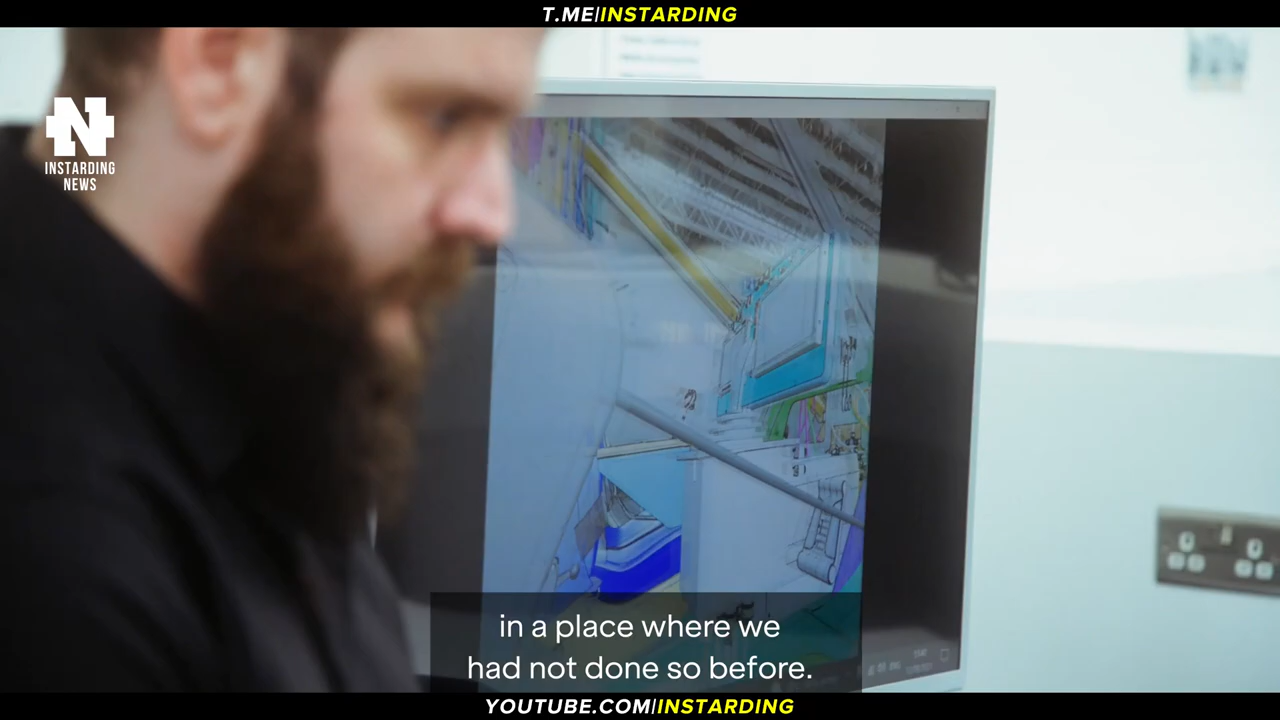 T.ME|INSTARDING
N
INSTARDING
NEWS
in a place where we
had not done so before.
YOUTUBE.COM|INSTARDING